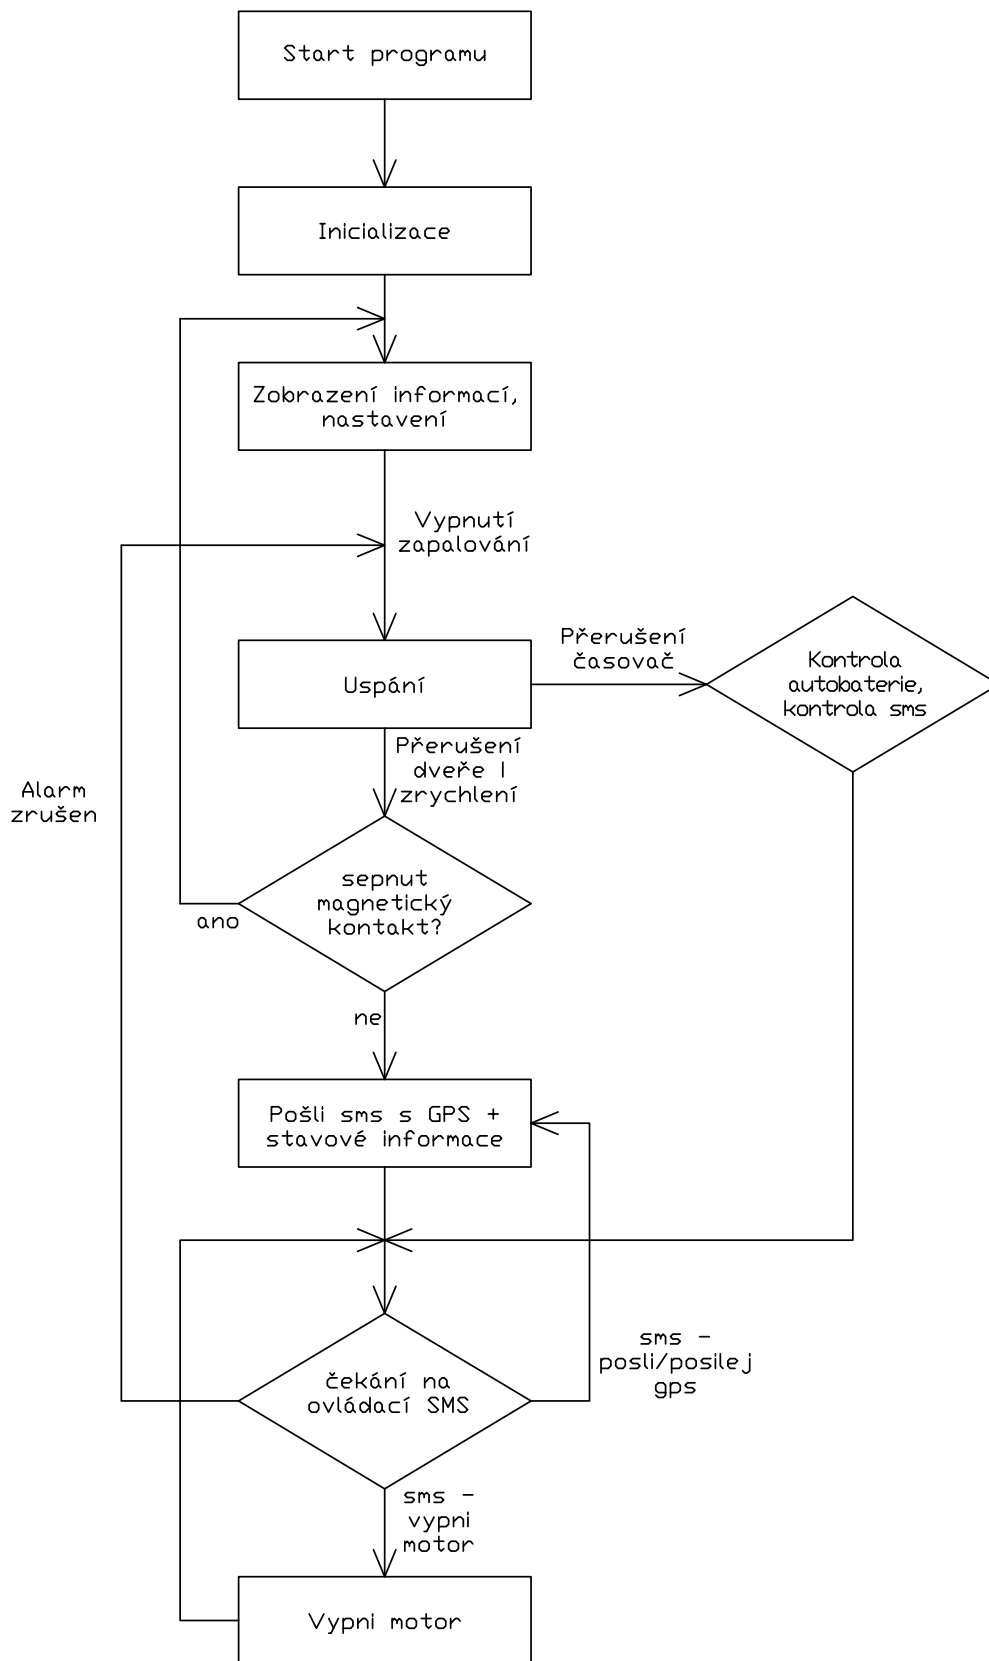 Start programu
Inicializace
Zobrazení informací,
nastavení
Vypnutí
zapalování
Uspání
Přerušení
časovač
Kontrola
autobaterie,
kontrola sms
Přerušení
dveře |
zrychlení
Alarm
zrušen
sepnut
magnetický
kontakt?
ano
ne
Pošli sms s GPS +
stavové informace
sms -
posli/posilej
gps
čekání na
ovládací SMS
sms -
vypni
motor
Vypni motor